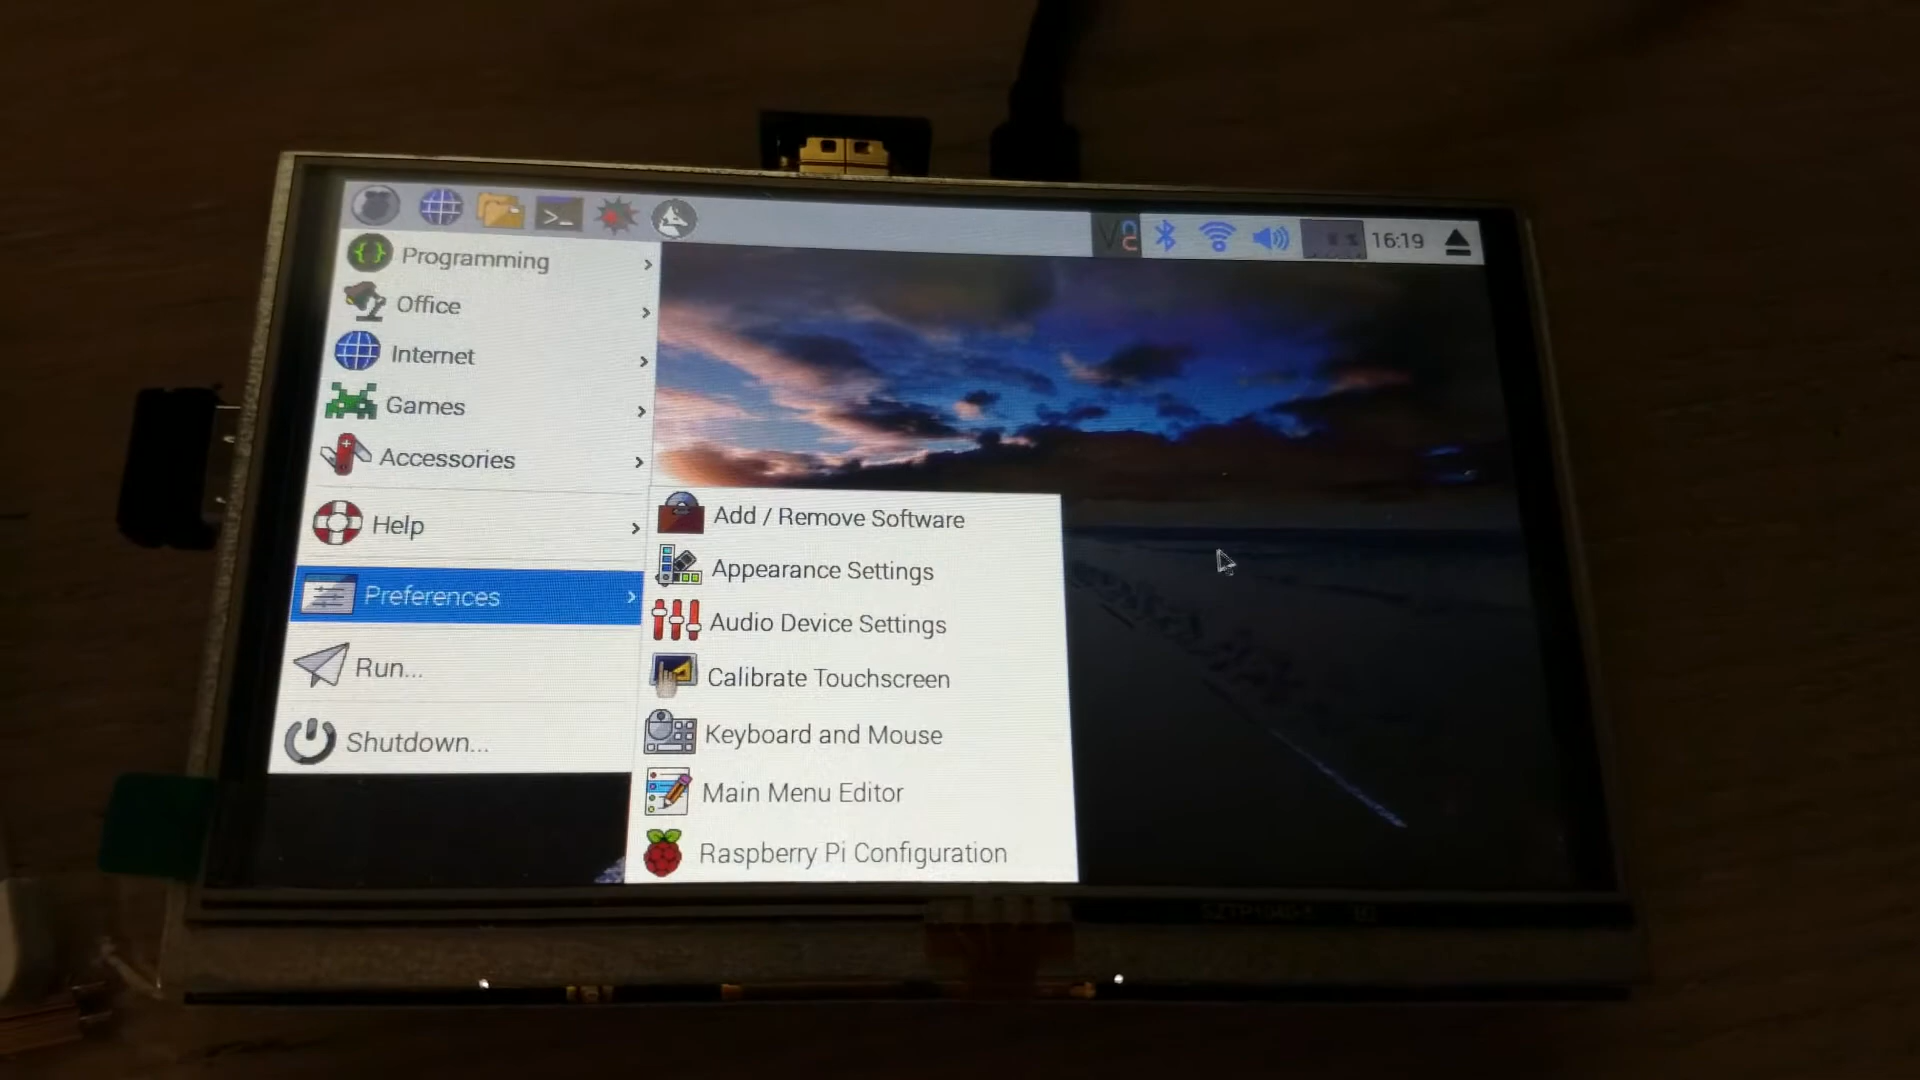 >_
VNC
16:19
Programming
Office
Internet
Games
Accessories
Help
Preferences
Run...
Shutdown...
Add / Remove Software
Appearance Settings
Audio Device Settings
Calibrate Touchscreen
Keyboard and Mouse
Main Menu Editor
Raspberry Pi Configuration